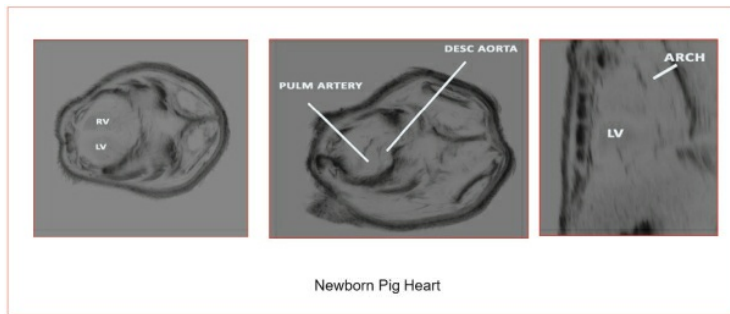 RV
LV
PULM ARTERY
DESC AORTA
ARCH
LV
Newborn Pig Heart